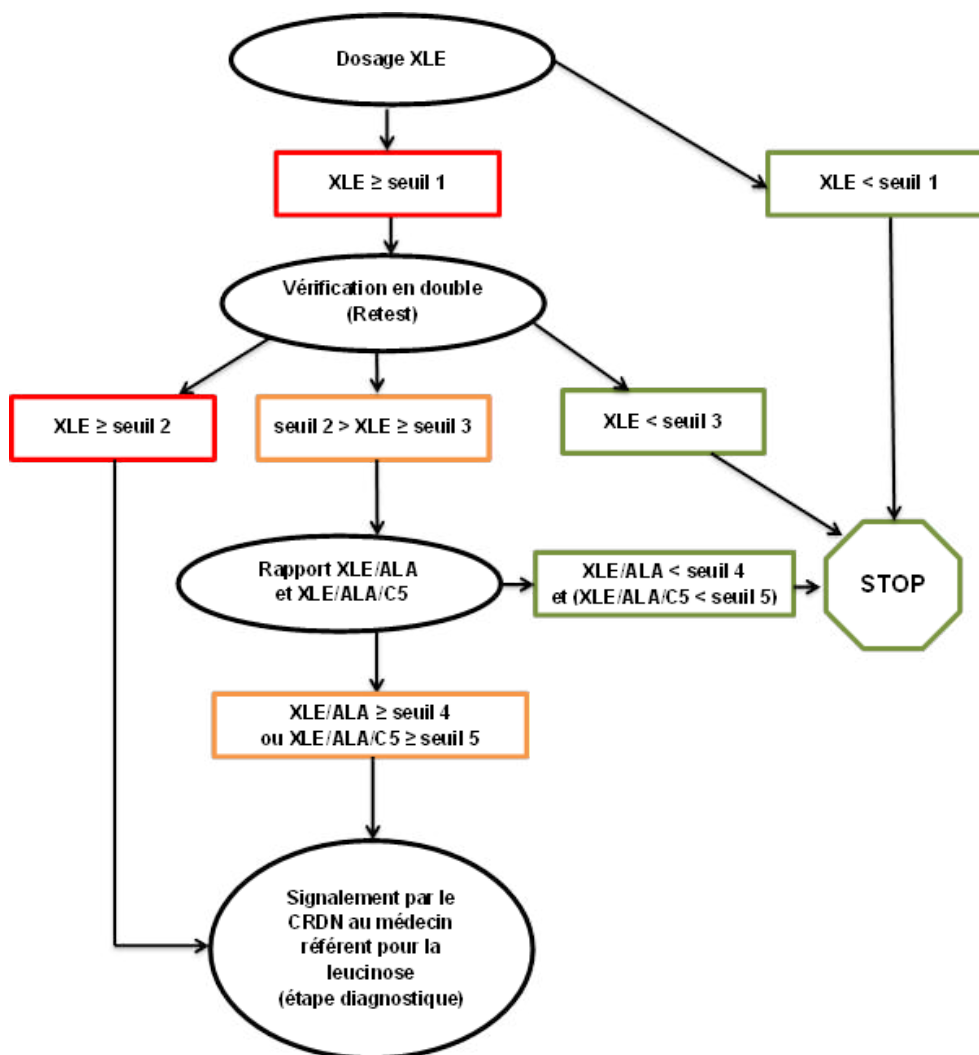 Dosage XLE
XLE ≥ seuil 1
XLE < seuil 1
Vérification en double
(Retest)
XLE ≥ seuil 2
seuil 2 > XLE ≥ seuil 3
XLE < seuil 3
Rapport XLE/ALA
et XLE/ALA/C5
XLE/ALA < seuil 4
et (XLE/ALA/C5 < seuil 5)
STOP
XLE/ALA ≥ seuil 4
ou XLE/ALA/C5 ≥ seuil 5
Signalement par le
CRDN au médecin
référent pour la
leucinose
(étape diagnostique)